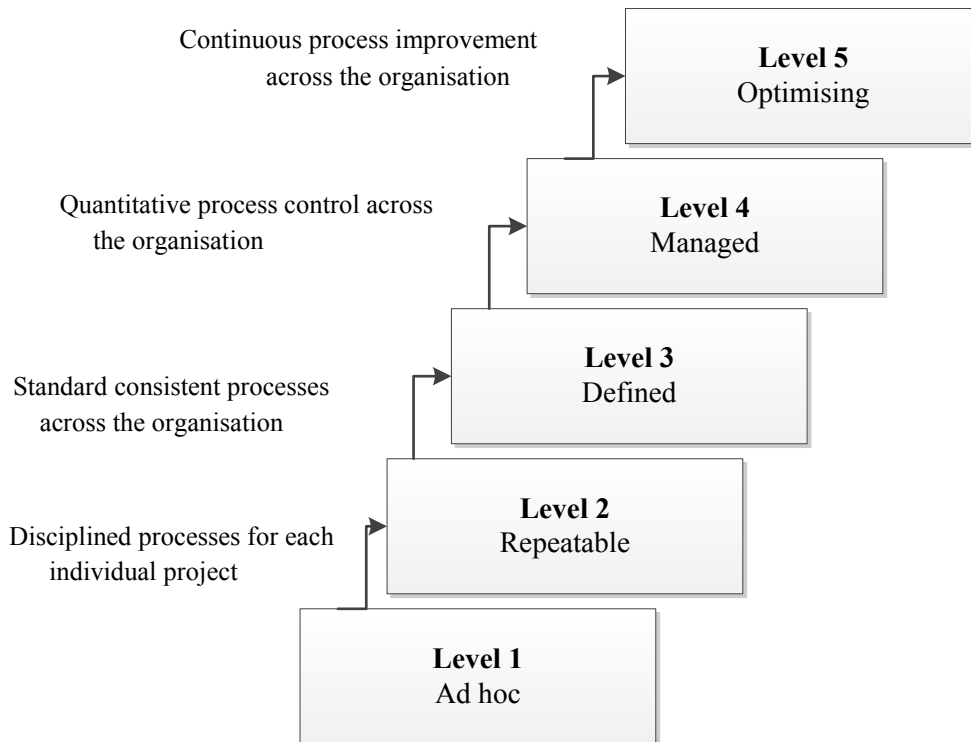 Continuous process improvement
across the organisation
Level 5
Optimising
Quantitative process control across
the organisation
Level 4
Managed
Standard consistent processes
across the organisation
Level 3
Defined
Disciplined processes for each
individual project
Level 2
Repeatable
Level 1
Ad hoc